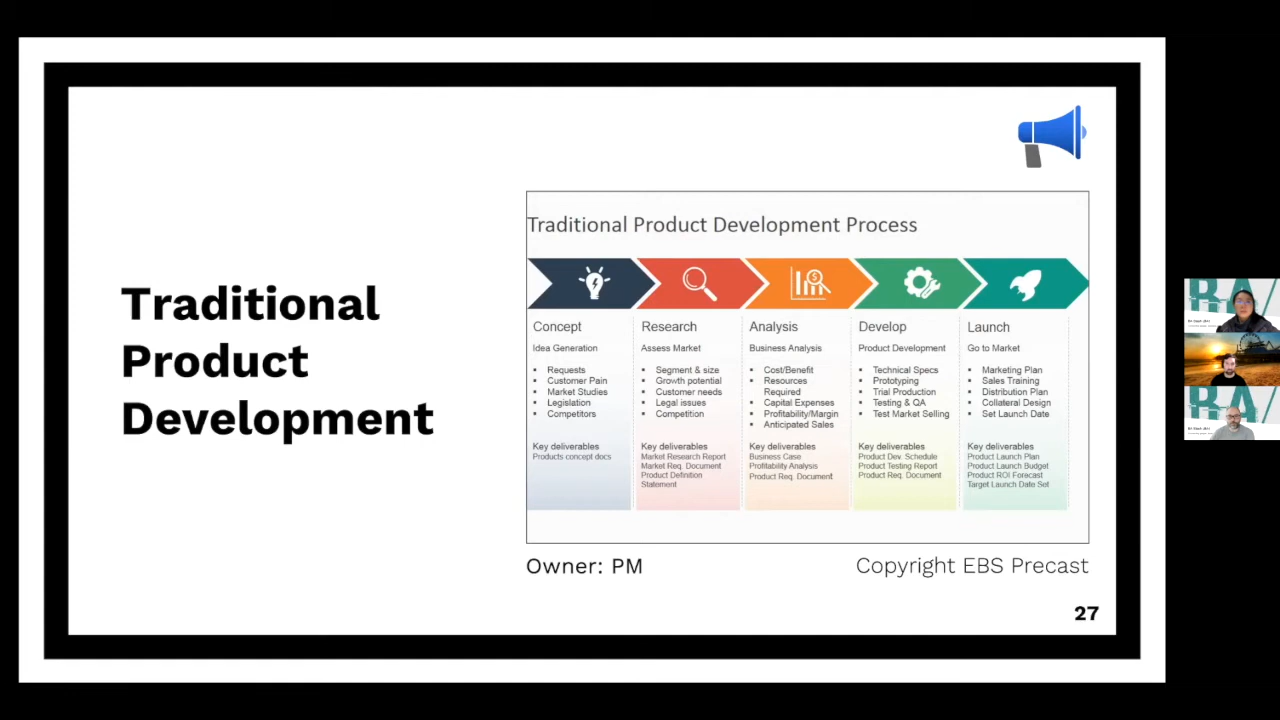 Traditional
Product
Development
Traditional Product Development Process
Concept
Idea Generation
Requests
Customer Pain
Market Studies
Legislation
Competitors
Key deliverables
Products concept docs
Research
Assess Market
Segment & size
Growth potential
Customer needs
Legal issues
Competition
Key deliverables
Market Research Report
Market Req. Document
Product Definition
Statement
Analysis
Business Analysis
Cost/Benefit
Resources
Required
Capital Expenses
Profitability/Margin
Anticipated Sales
Key deliverables
Business Case
Profitability Analysis
Product Req. Document
Develop
Product Development
Technical Specs
Prototyping
Trial Production
Testing & QA
Test Market Selling
Key deliverables
Product Dev. Schedule
Product Testing Report
Product Req. Document
Launch
Go to Market
Marketing Plan
Sales Training
Distribution Plan
Collateral Design
Set Launch Date
Key deliverables
Product Launch Plan
Product Launch Budget
Product ROI Forecast
Target Launch Date Set
Owner: PM
Copyright EBS Precast
27